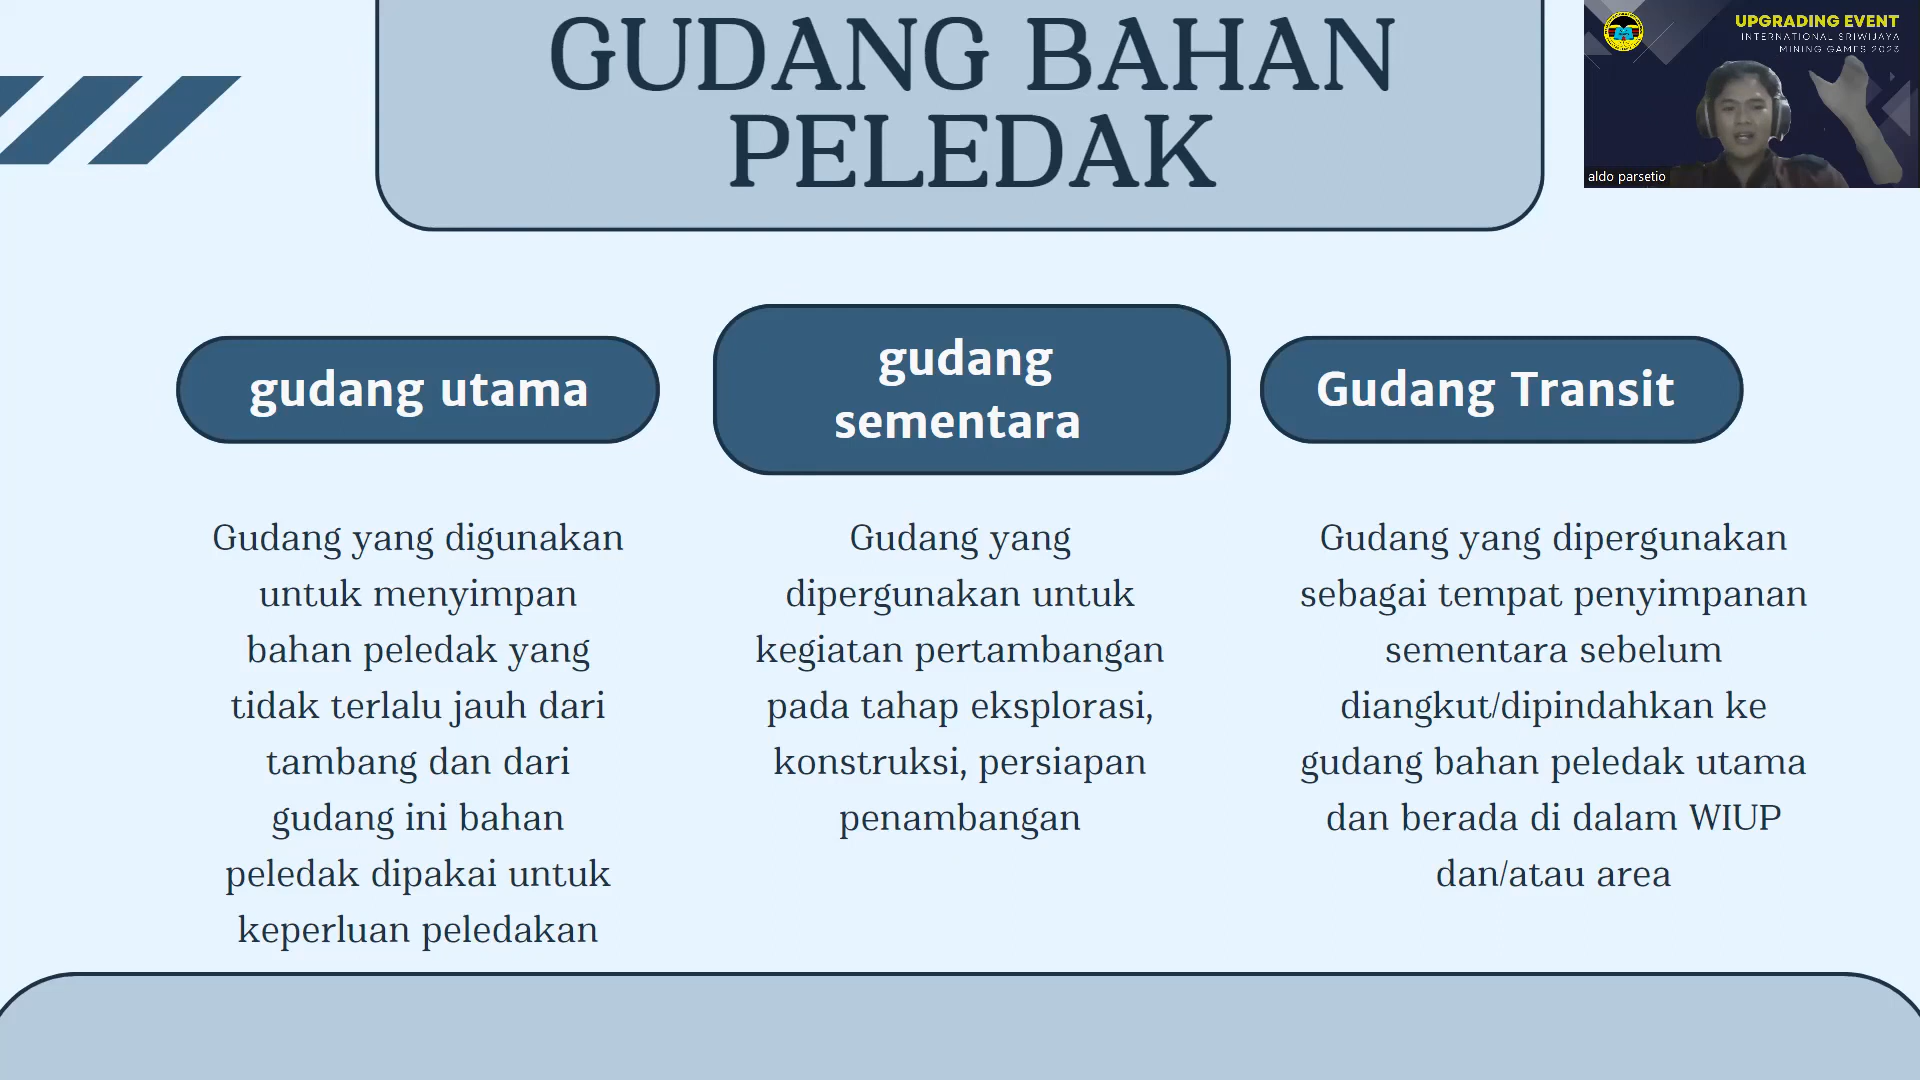 GUDANG BAHAN
PELEDAK
UPGRADING EVENT
INTERNATIONAL SRIWIJAYA
MINING GAMES 2023
aldo parsetio
gudang utama
Gudang yang digunakan
untuk menyimpan
bahan peledak yang
tidak terlalu jauh dari
tambang dan dari
gudang ini bahan
peledak dipakai untuk
keperluan peledakan
gudang
sementara
Gudang yang
dipergunakan untuk
kegiatan pertambangan
pada tahap eksplorasi,
konstruksi, persiapan
penambangan
Gudang Transit
Gudang yang dipergunakan
sebagai tempat penyimpanan
sementara sebelum
diangkut/dipindahkan ke
gudang bahan peledak utama
dan berada di dalam WIUP
dan/atau area